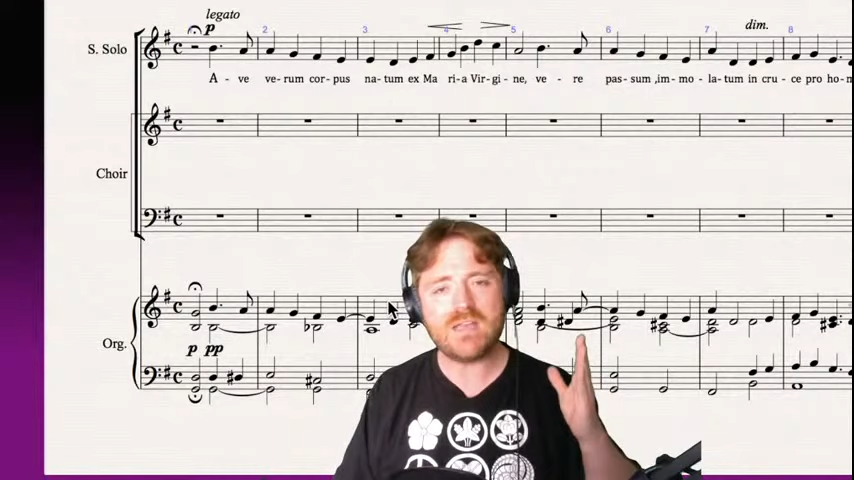 legato
p
2 3 4 5 6 7 8
dim.
S. Solo
A - ve ve- rum cor- pus na- tum ex Ma ri- a Vir- gi- ne, ve- re pas- sum ,im- mo - la- tum in cru - ce pro ho-
Choir
Org.
p pp